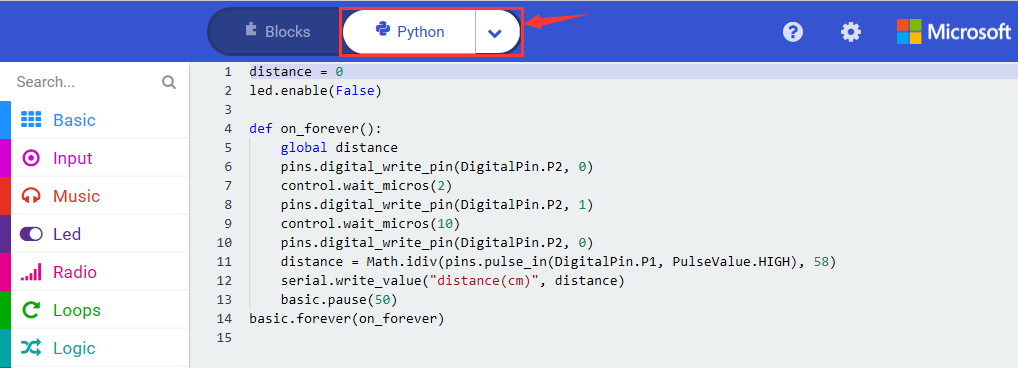 Blocks
Python
Microsoft
Search...
Basic
Input
Music
Led
Radio
Loops
Logic
1 distance = 0
2 led.enable(False)
3
4 def on_forever():
5     global distance
6     pins.digital_write_pin(DigitalPin.P2, 0)
7     control.wait_micros(2)
8     pins.digital_write_pin(DigitalPin.P2, 1)
9     control.wait_micros(10)
10     pins.digital_write_pin(DigitalPin.P2, 0)
11     distance = Math.idiv(pins.pulse_in(DigitalPin.P1, PulseValue.HIGH), 58)
12     serial.write_value("distance(cm)", distance)
13     basic.pause(50)
14 basic.forever(on_forever)
15